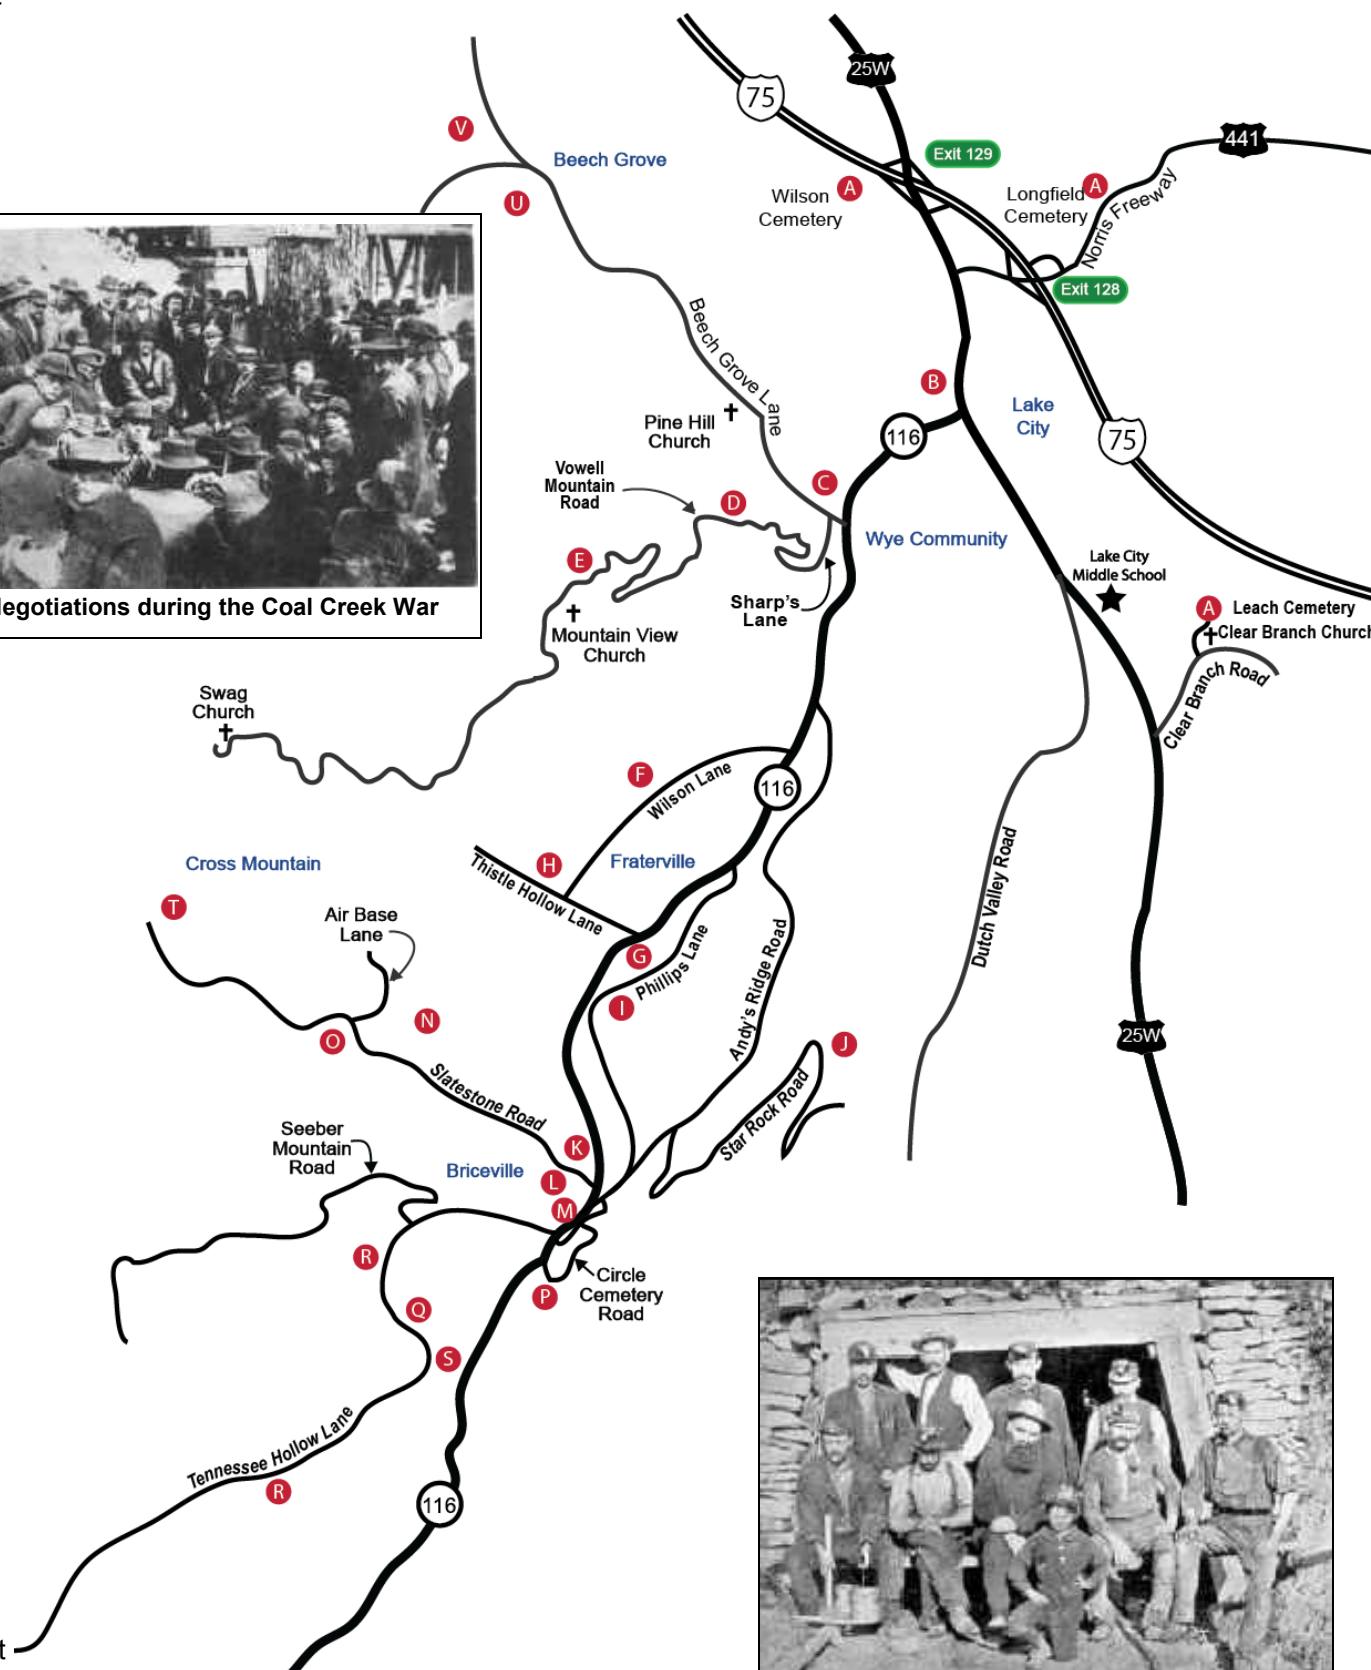 25W
75
441
V
Exit 129
Beech Grove
A
Wilson
Cemetery
A
Longfield
Cemetery
Norris Freeway
U
Exit 128
Beech Grove Lane
B
Lake
City
Pine Hill
Church
116
75
Vowell
Mountain
Road
C
D
Wye Community
E
Lake City
Middle School
Sharp's
Lane
A
Leach Cemetery
Clear Branch Church
Clear Branch Road
egotiations during the Coal Creek War
Mountain View
Church
Swag
Church
F
Wilson Lane
116
Cross Mountain
H
Fraterville
Thistle Hollow Lane
Dutch Valley Road
T
Air Base
Lane
G
Phillips Lane
I
Andy's Ridge Road
N
O
25W
J
Slatestone Road
Star Rock Road
Seeber
Mountain
Road
K
Briceville
L
M
R
Circle
Cemetery
Road
P
Q
S
Tennessee Hollow Lane
R
116
t